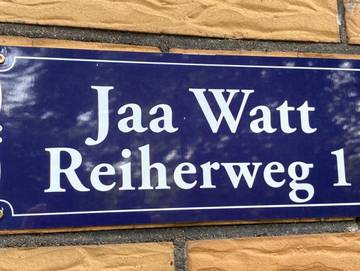 Jaa Watt
Reiherweg 1